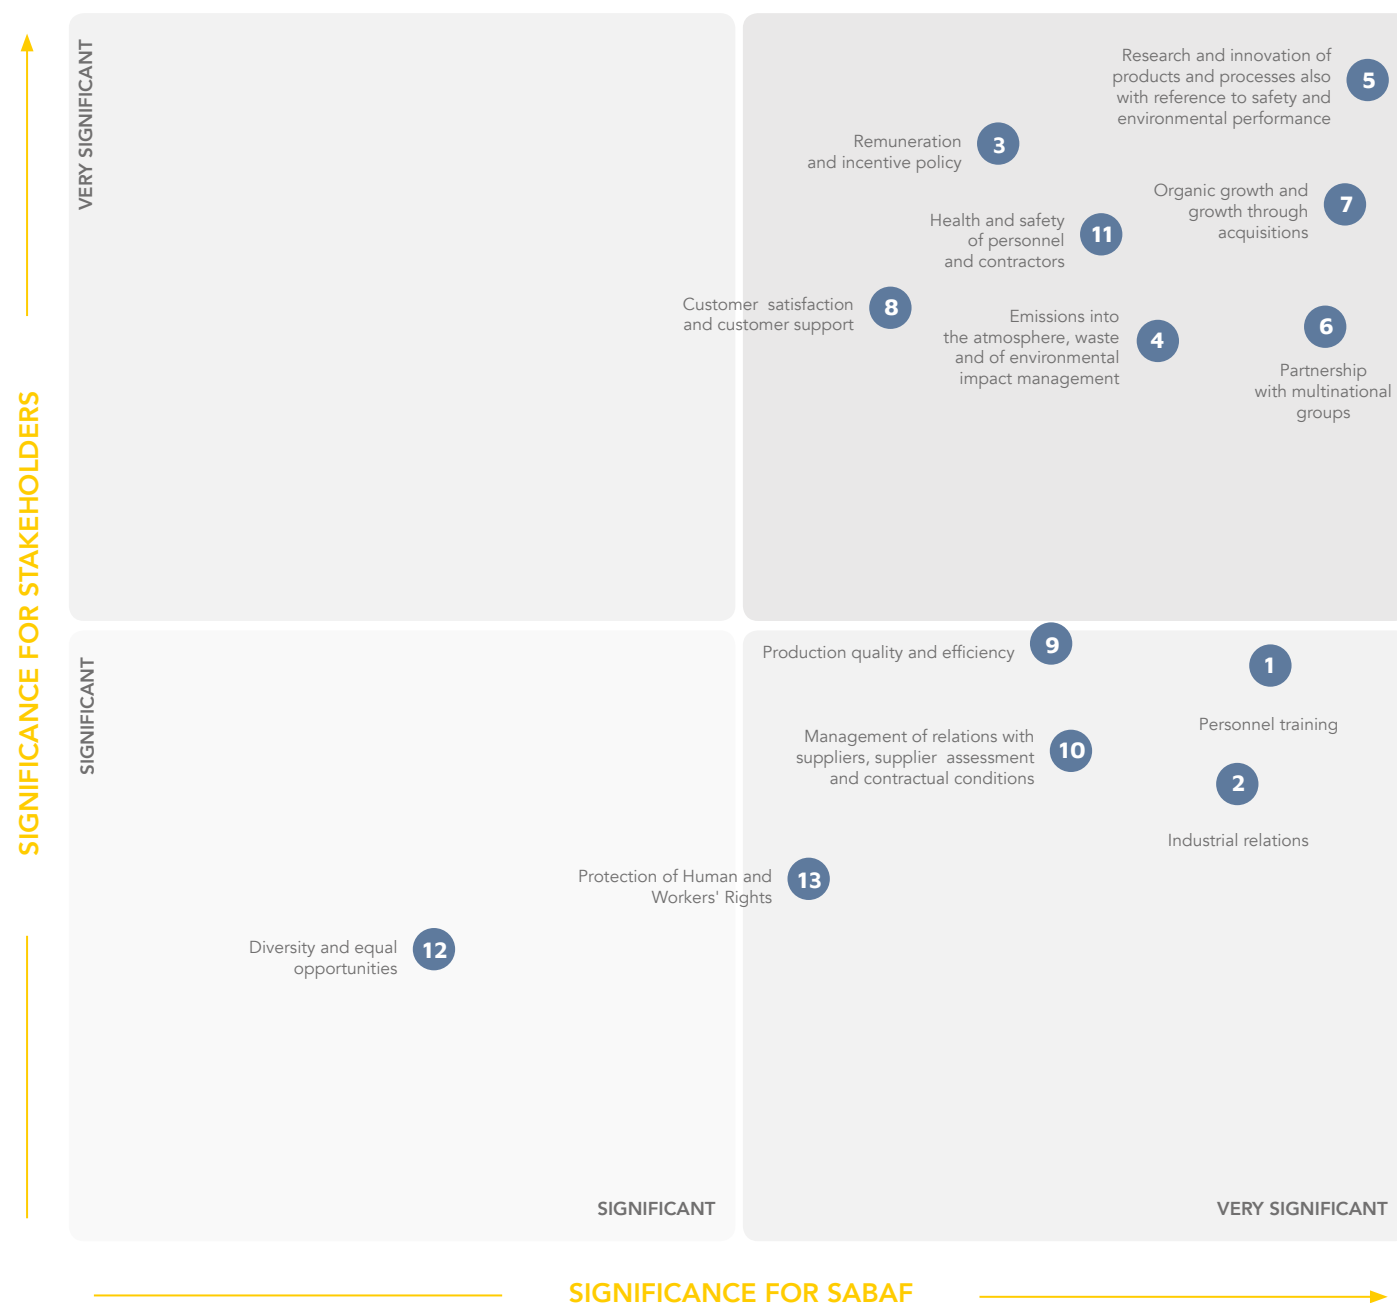 VERY SIGNIFICANT
SIGNIFICANCE FOR STAKEHOLDERS
SIGNIFICANT
Research and innovation of
products and processes also
with reference to safety and
environmental performance
5
Remuneration
and incentive policy
3
Organic growth and
growth through
acquisitions
7
Health and safety
of personnel
and contractors
11
Customer satisfaction
and customer support
8
Emissions into
the atmosphere, waste
and of environmental
impact management
4
6
Partnership
with multinational
groups
Production quality and efficiency
9
1
Personnel training
Management of relations with
suppliers, supplier assessment
and contractual conditions
10
2
Industrial relations
Protection of Human and
Workers' Rights
13
Diversity and equal
opportunities
12
SIGNIFICANT
VERY SIGNIFICANT
SIGNIFICANCE FOR SABAF